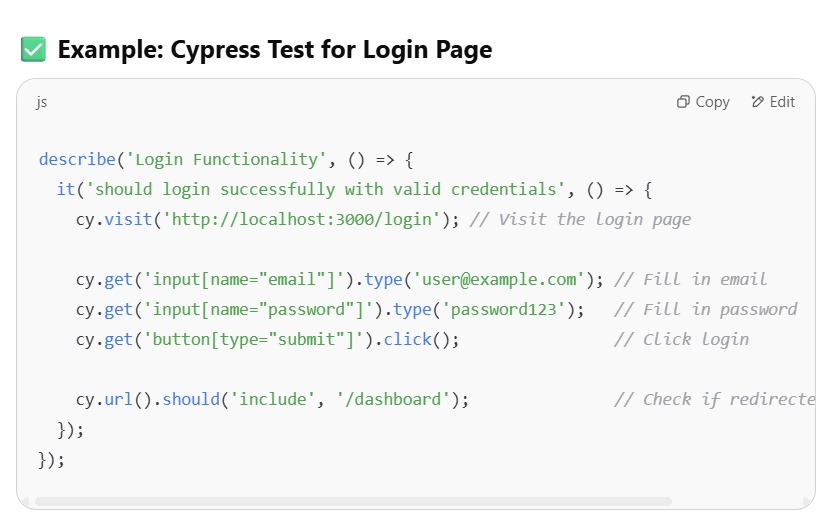 ✅ Example: Cypress Test for Login Page
js Copy Edit
describe('Login Functionality', () => {
  it('should login successfully with valid credentials', () => {
    cy.visit('http://localhost:3000/login'); // Visit the login page
    cy.get('input[name="email"]').type('user@example.com'); // Fill in email
    cy.get('input[name="password"]').type('password123');   // Fill in password
    cy.get('button[type="submit"]').click();                // Click login
    cy.url().should('include', '/dashboard');               // Check if redirecte
  });
});